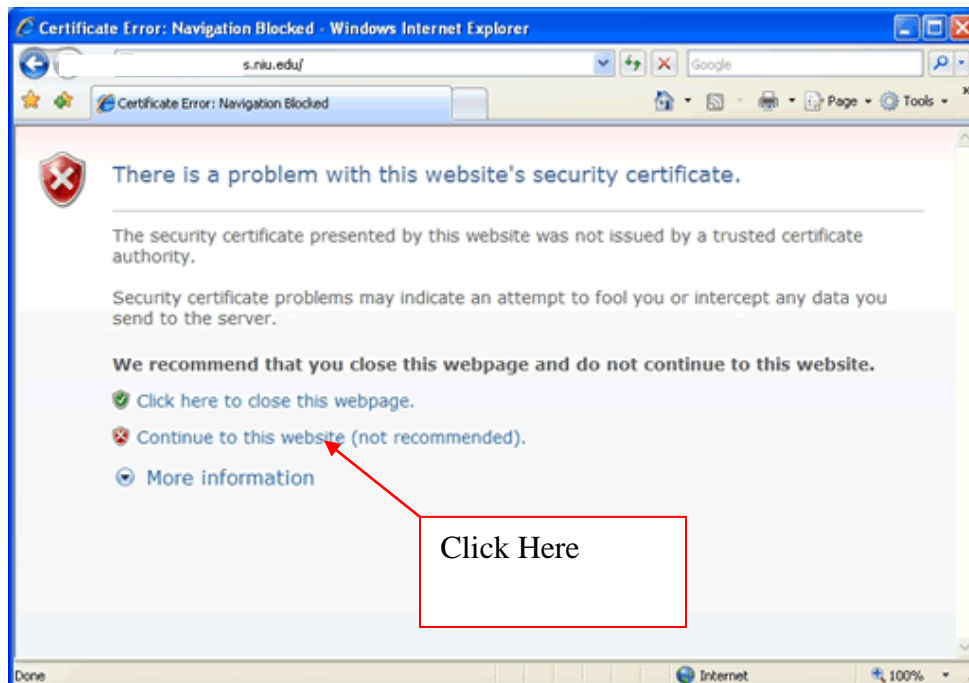 Certificate Error: Navigation Blocked - Windows Internet Explorer
s.niu.edu/
Google
Certificate Error: Navigation Blocked
Page
Tools
There is a problem with this website's security certificate.
The security certificate presented by this website was not issued by a trusted certificate
authority.
Security certificate problems may indicate an attempt to fool you or intercept any data you
send to the server.
We recommend that you close this webpage and do not continue to this website.
Click here to close this webpage.
Continue to this website (not recommended).
More information
Click Here
Done
Internet
100%